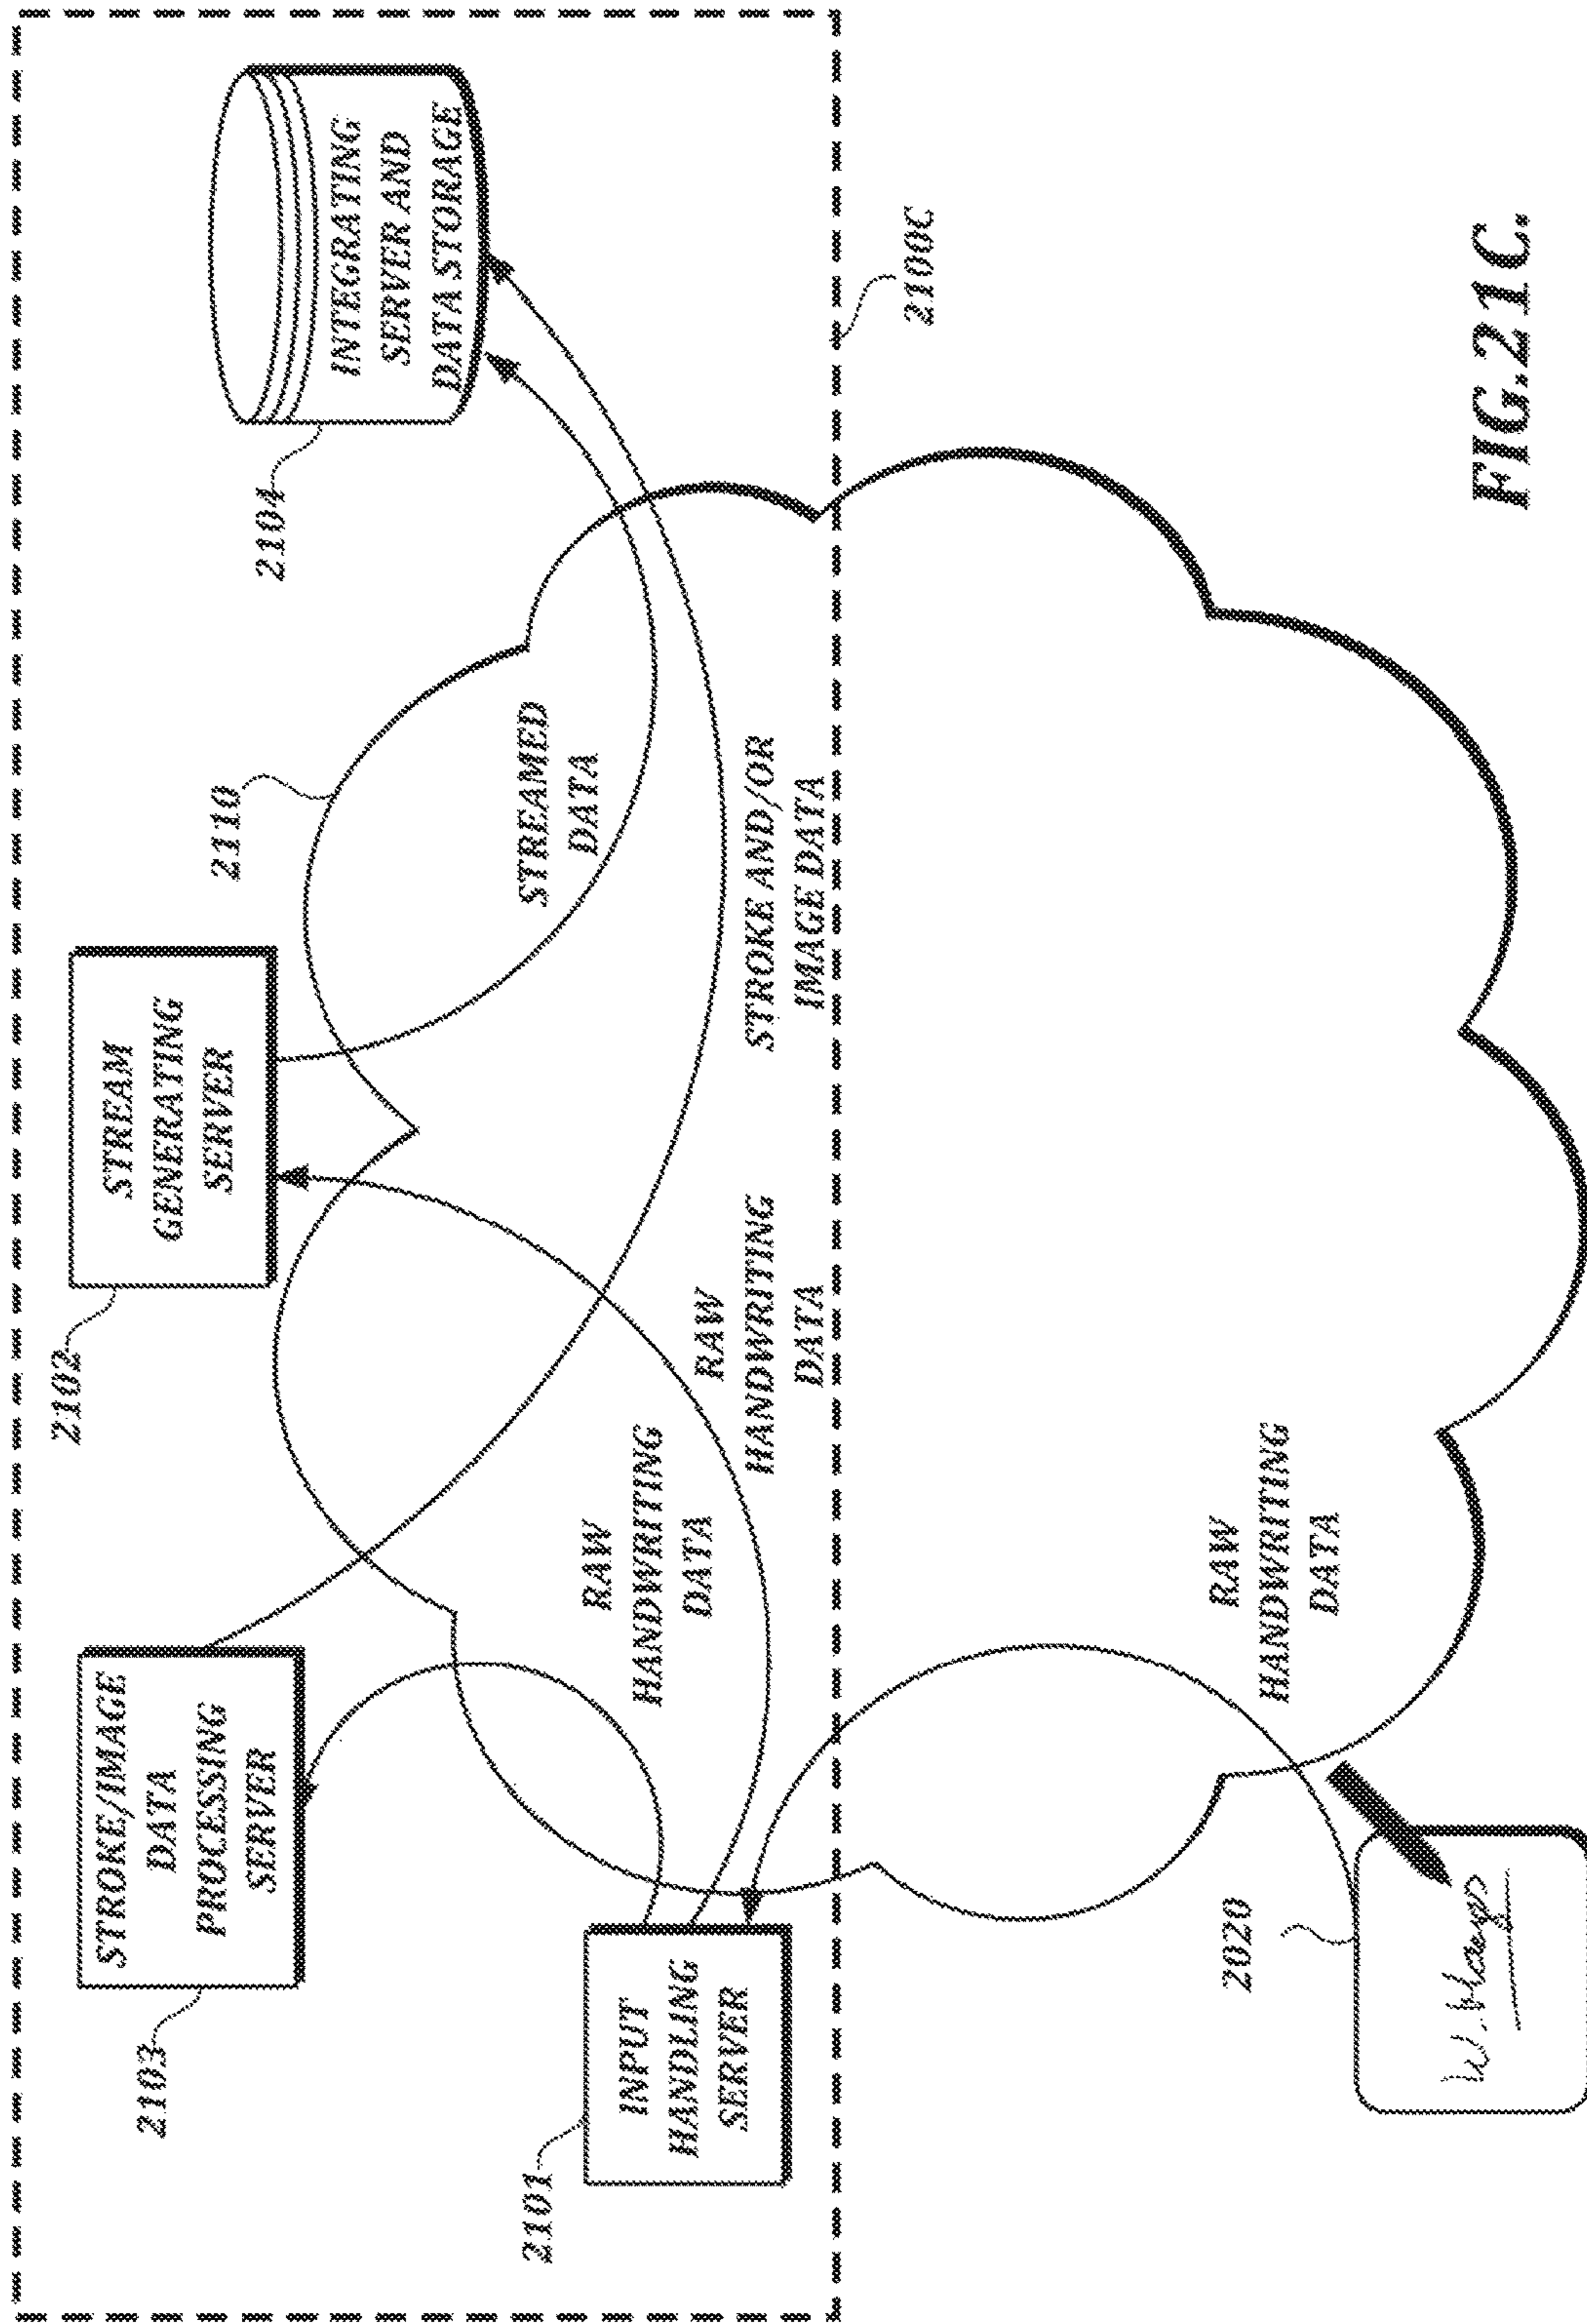 2103
STROKE/IMAGE
DATA
PROCESSING
SERVER
2102
STREAM
GENERATING
SERVER
2110
2104
INTEGRATING
SERVER AND
DATA STORAGE
2101
INPUT
HANDLING
SERVER
RAW
HANDWRITING
DATA
RAW
HANDWRITING
DATA
STREAMED
DATA
STROKE AND/OR
IMAGE DATA
2100C
2020
RAW
HANDWRITING
DATA
FIG.21C.